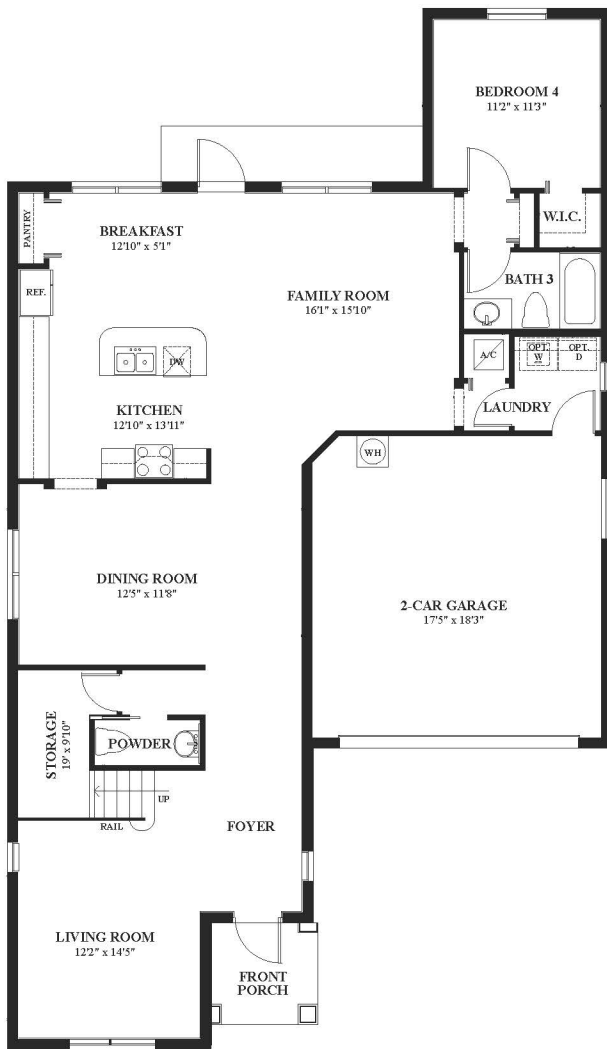 BEDROOM 4
11'2" x 11'3"
PANTRY
BREAKFAST
12'10" x 5'1"
W.I.C.
REF.
FAMILY ROOM
16'1" x 15'10"
BATH 3
DW
A/C
OPT.
W
OPT.
D
KITCHEN
12'10" x 13'11"
LAUNDRY
WH
DINING ROOM
12'5" x 11'8"
2-CAR GARAGE
17'5" x 18'3"
STORAGE
19' x 9'10"
POWDER
UP
RAIL
FOYER
LIVING ROOM
12'2" x 14'5"
FRONT
PORCH